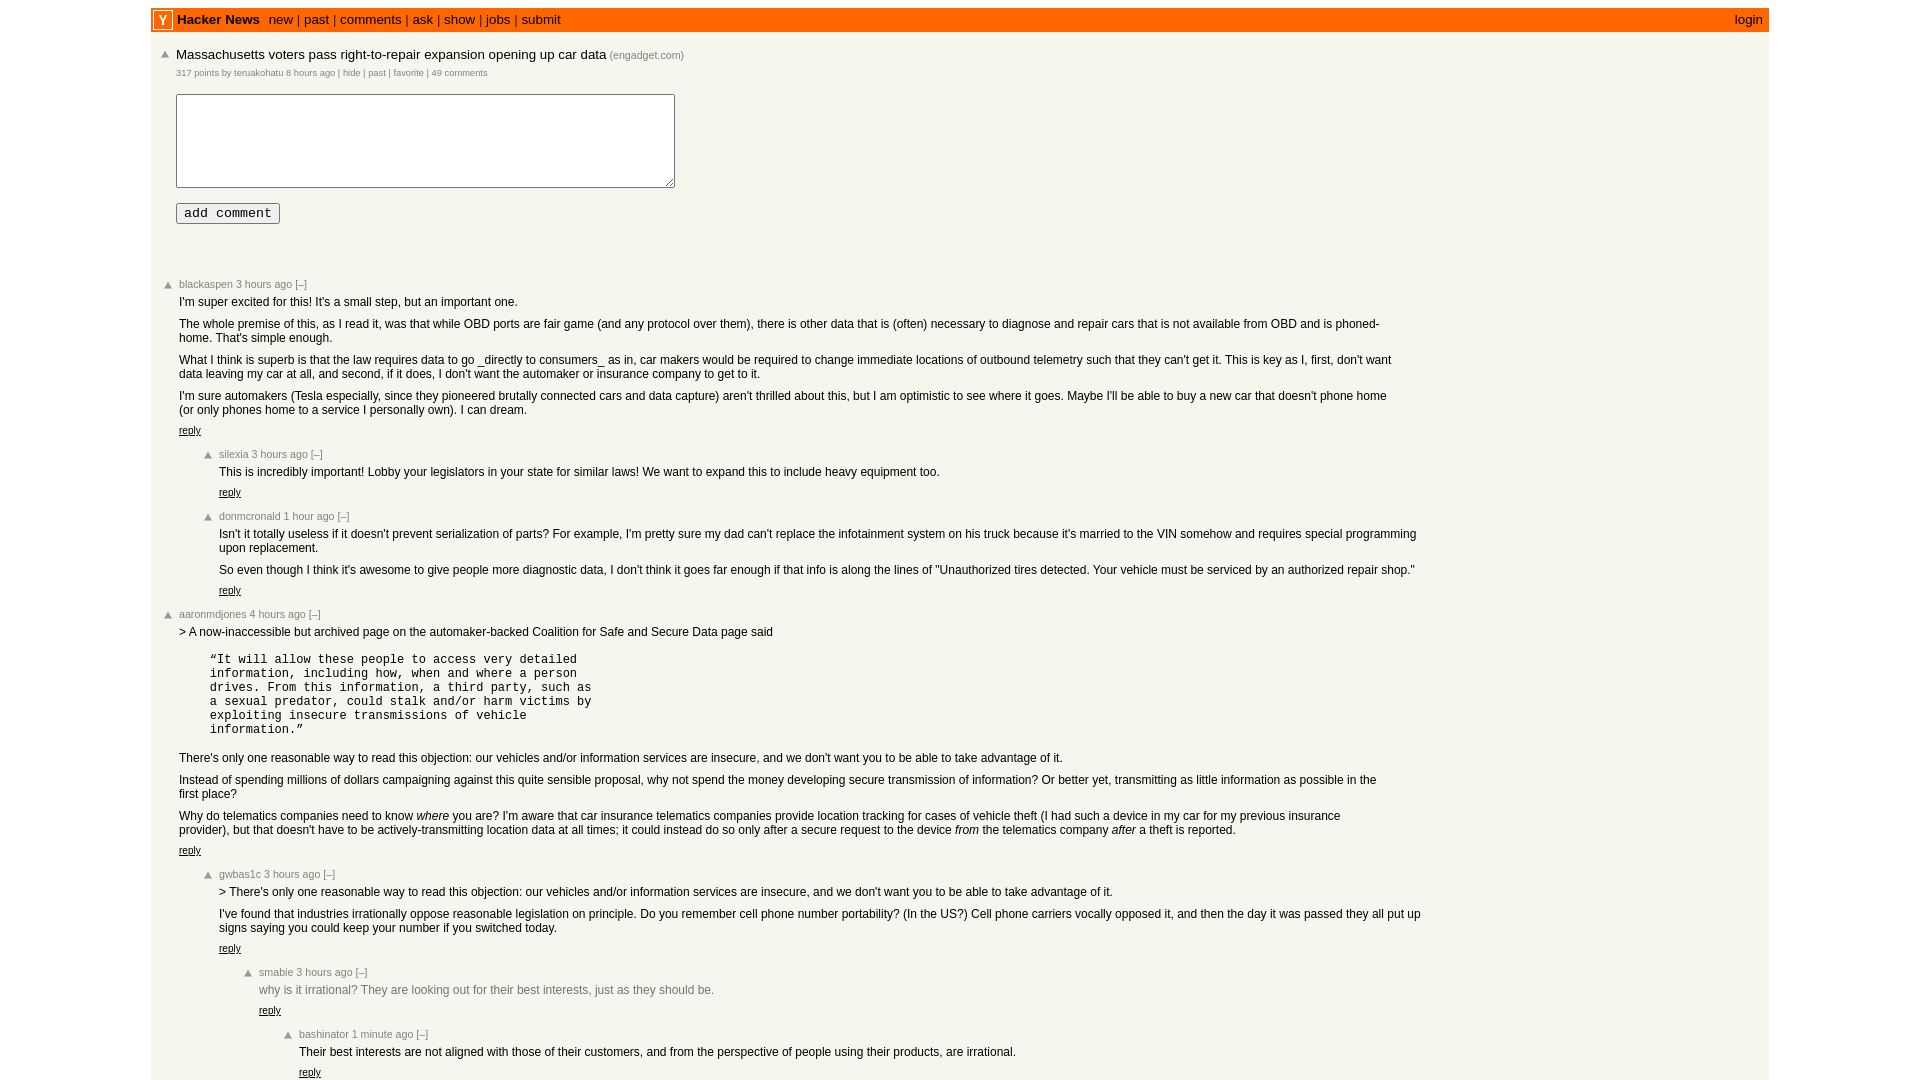 Y Hacker News new | past | comments | ask | show | jobs | submit login
Massachusetts voters pass right-to-repair expansion opening up car data (engadget.com)
317 points by teruakohatu 8 hours ago | hide | past | favorite | 49 comments
add comment
blackaspen 3 hours ago [–]
I'm super excited for this! It's a small step, but an important one.
The whole premise of this, as I read it, was that while OBD ports are fair game (and any protocol over them), there is other data that is (often) necessary to diagnose and repair cars that is not available from OBD and is phoned-
home. That's simple enough.
What I think is superb is that the law requires data to go _directly to consumers_ as in, car makers would be required to change immediate locations of outbound telemetry such that they can't get it. This is key as I, first, don't want
data leaving my car at all, and second, if it does, I don't want the automaker or insurance company to get to it.
I'm sure automakers (Tesla especially, since they pioneered brutally connected cars and data capture) aren't thrilled about this, but I am optimistic to see where it goes. Maybe I'll be able to buy a new car that doesn't phone home
(or only phones home to a service I personally own). I can dream.
reply
silexia 3 hours ago [–]
This is incredibly important! Lobby your legislators in your state for similar laws! We want to expand this to include heavy equipment too.
reply
donmcronald 1 hour ago [–]
Isn't it totally useless if it doesn't prevent serialization of parts? For example, I'm pretty sure my dad can't replace the infotainment system on his truck because it's married to the VIN somehow and requires special programming
upon replacement.
So even though I think it's awesome to give people more diagnostic data, I don't think it goes far enough if that info is along the lines of "Unauthorized tires detected. Your vehicle must be serviced by an authorized repair shop."
reply
aaronmdjones 4 hours ago [–]
> A now-inaccessible but archived page on the automaker-backed Coalition for Safe and Secure Data page said
“It will allow these people to access very detailed
information, including how, when and where a person
drives. From this information, a third party, such as
a sexual predator, could stalk and/or harm victims by
exploiting insecure transmissions of vehicle
information.”
There's only one reasonable way to read this objection: our vehicles and/or information services are insecure, and we don't want you to be able to take advantage of it.
Instead of spending millions of dollars campaigning against this quite sensible proposal, why not spend the money developing secure transmission of information? Or better yet, transmitting as little information as possible in the
first place?
Why do telematics companies need to know where you are? I'm aware that car insurance telematics companies provide location tracking for cases of vehicle theft (I had such a device in my car for my previous insurance
provider), but that doesn't have to be actively-transmitting location data at all times; it could instead do so only after a secure request to the device from the telematics company after a theft is reported.
reply
gwbas1c 3 hours ago [–]
> There's only one reasonable way to read this objection: our vehicles and/or information services are insecure, and we don't want you to be able to take advantage of it.
I've found that industries irrationally oppose reasonable legislation on principle. Do you remember cell phone number portability? (In the US?) Cell phone carriers vocally opposed it, and then the day it was passed they all put up
signs saying you could keep your number if you switched today.
reply
smabie 3 hours ago [–]
why is it irrational? They are looking out for their best interests, just as they should be.
reply
bashinator 1 minute ago [–]
Their best interests are not aligned with those of their customers, and from the perspective of people using their products, are irrational.
reply